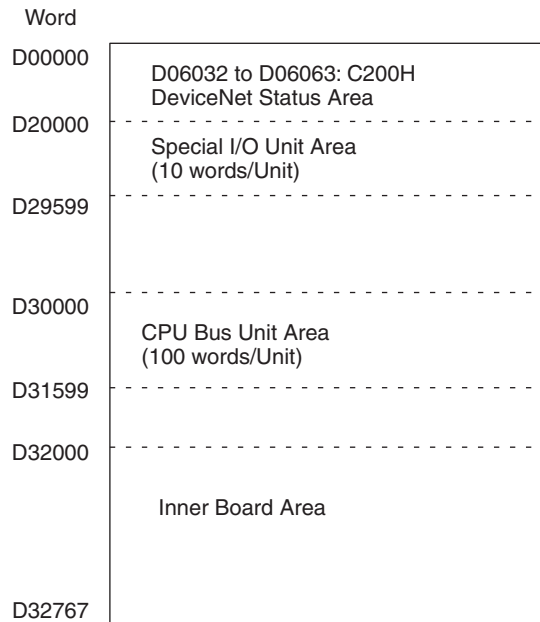 Word
D00000
D06032 to D06063: C200H
DeviceNet Status Area
D20000
Special I/O Unit Area
(10 words/Unit)
D29599
D30000
CPU Bus Unit Area
(100 words/Unit)
D31599
D32000
Inner Board Area
D32767